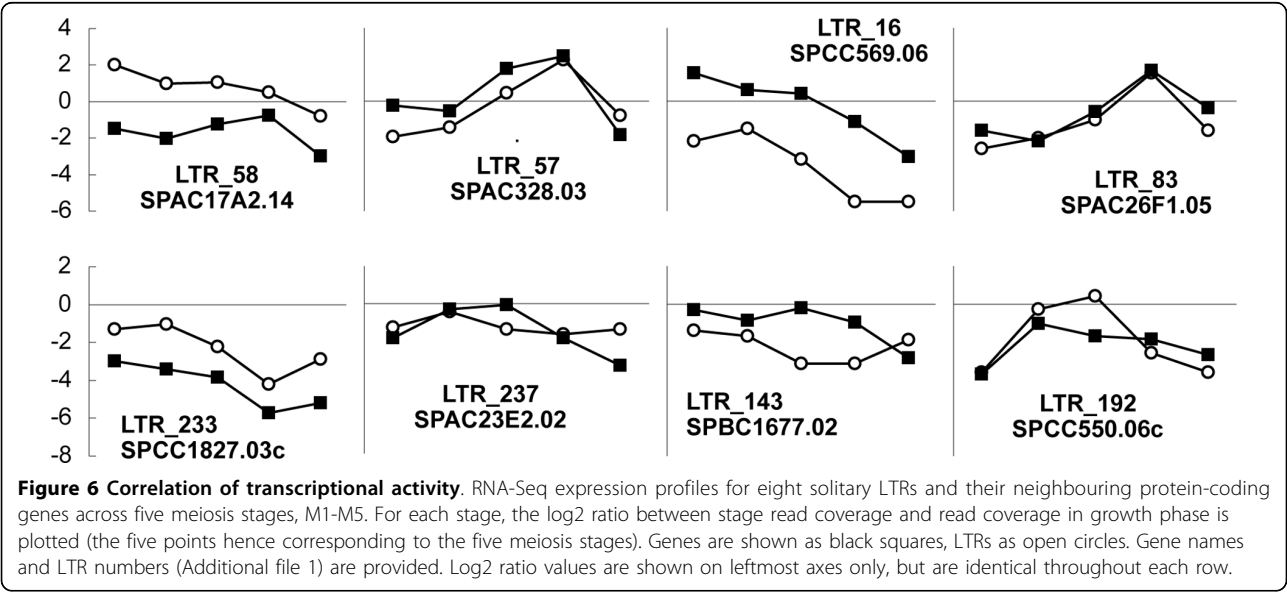 4
2
0
-2
-4
-6
LTR_58
SPAC17A2.14
LTR_57
SPAC328.03
LTR_16
SPCC569.06
LTR_83
SPAC26F1.05
2
0
-2
-4
-6
-8
LTR_233
SPCC1827.03c
LTR_237
SPAC23E2.02
LTR_143
SPBC1677.02
LTR_192
SPCC550.06c
Figure 6 Correlation of transcriptional activity. RNA-Seq expression profiles for eight solitary LTRs and their neighbouring protein-coding
genes across five meiosis stages, M1-M5. For each stage, the log2 ratio between stage read coverage and read coverage in growth phase is
plotted (the five points hence corresponding to the five meiosis stages). Genes are shown as black squares, LTRs as open circles. Gene names
and LTR numbers (Additional file 1) are provided. Log2 ratio values are shown on leftmost axes only, but are identical throughout each row.